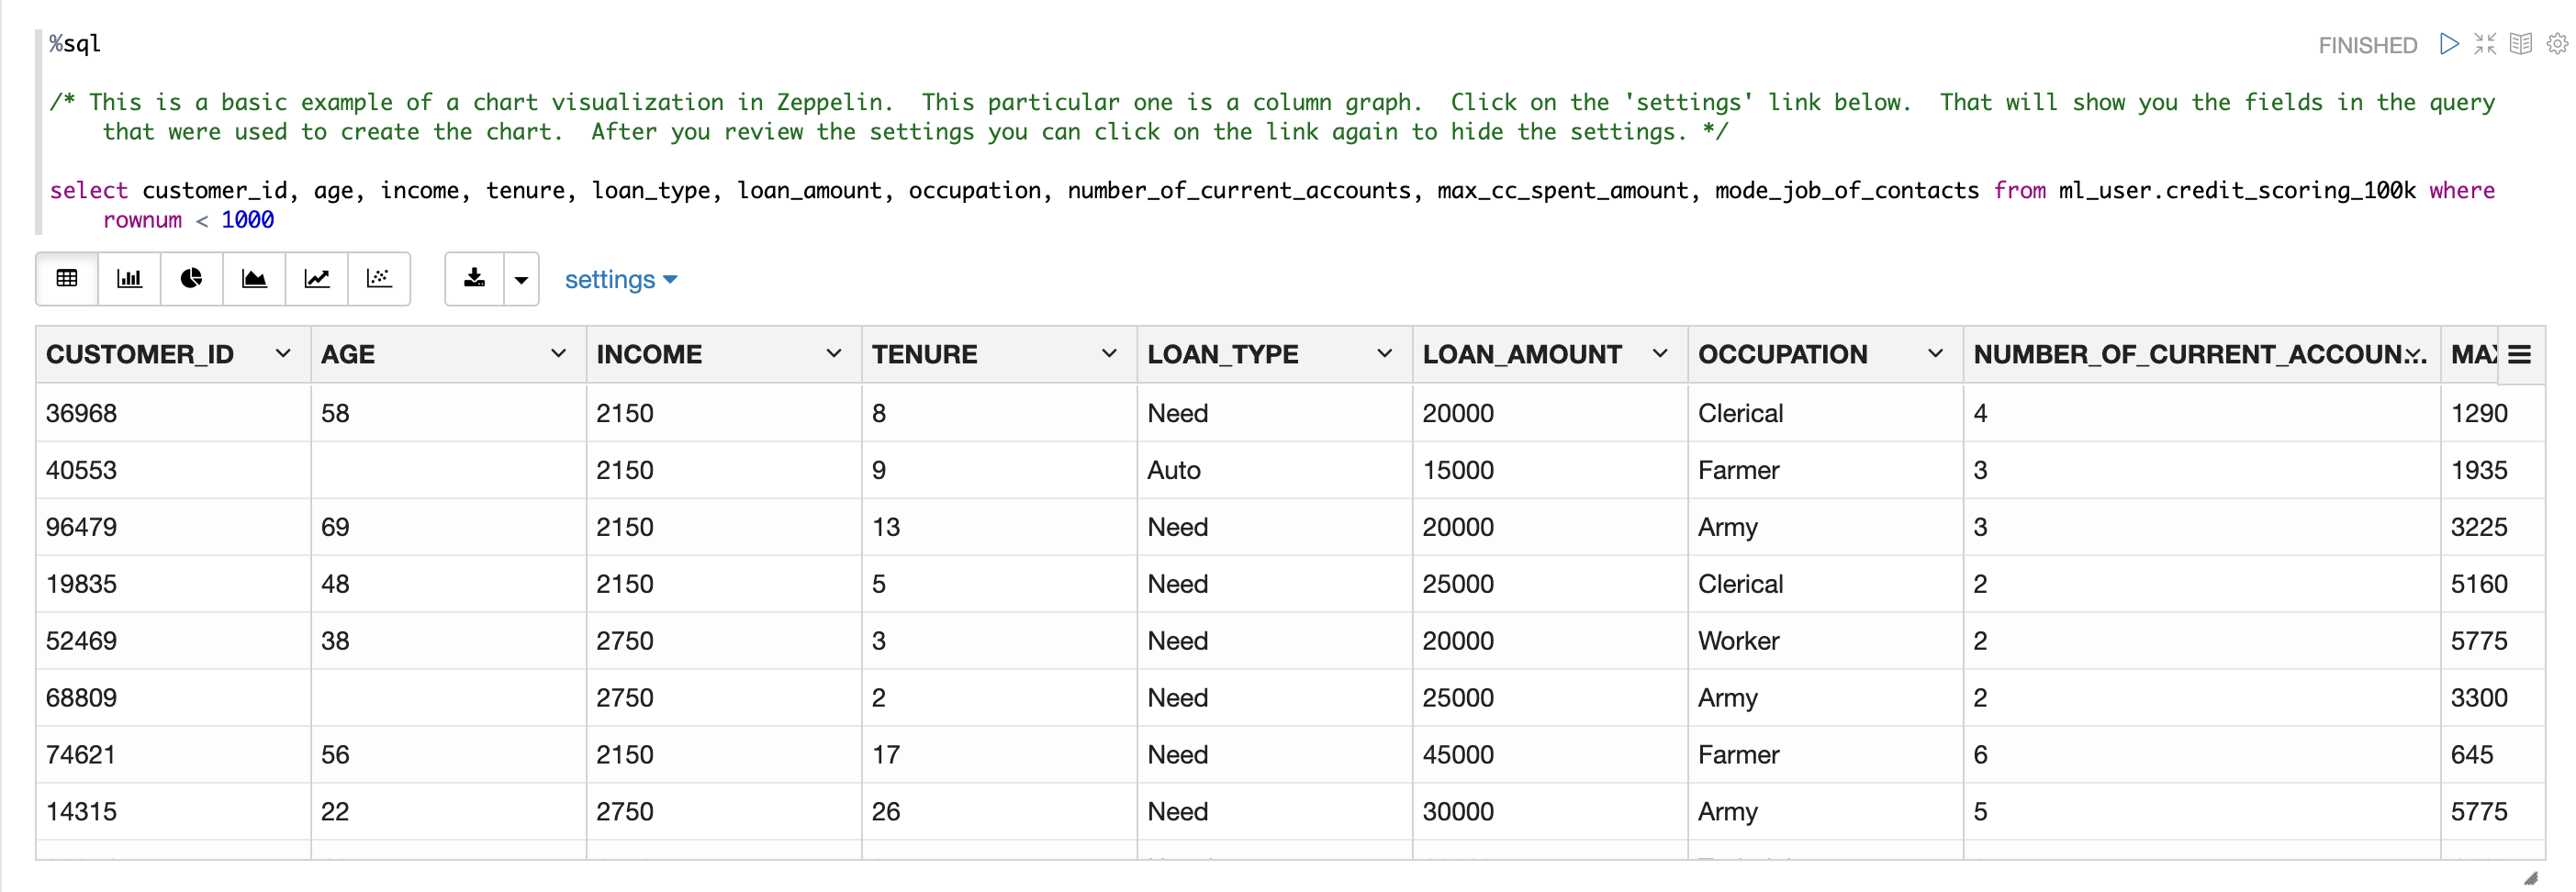 %sql
FINISHED
/* This is a basic example of a chart visualization in Zeppelin.  This particular one is a column graph.  Click on the 'settings' link below.  That will show you the fields in the query
that were used to create the chart.  After you review the settings you can click on the link again to hide the settings. */
select customer_id, age, income, tenure, loan_type, loan_amount, occupation, number_of_current_accounts, max_cc_spent_amount, mode_job_of_contacts from ml_user.credit_scoring_100k where
rownum < 1000
settings
CUSTOMER_ID AGE INCOME TENURE LOAN_TYPE LOAN_AMOUNT OCCUPATION NUMBER_OF_CURRENT_ACCOUN... MAX
36968 58 2150 8 Need 20000 Clerical 4 1290
40553 2150 9 Auto 15000 Farmer 3 1935
96479 69 2150 13 Need 20000 Army 3 3225
19835 48 2150 5 Need 25000 Clerical 2 5160
52469 38 2750 3 Need 20000 Worker 2 5775
68809 2750 2 Need 25000 Army 2 3300
74621 56 2150 17 Need 45000 Farmer 6 645
14315 22 2750 26 Need 30000 Army 5 5775